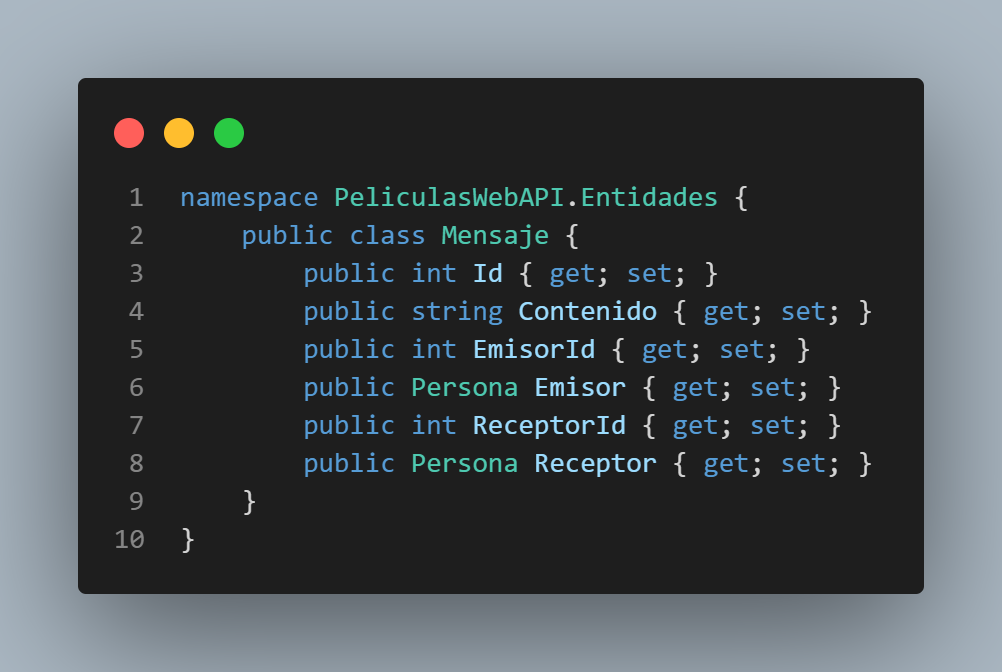 1 namespace PeliculasWebAPI.Entidades {
2     public class Mensaje {
3         public int Id { get; set; }
4         public string Contenido { get; set; }
5         public int EmisorId { get; set; }
6         public Persona Emisor { get; set; }
7         public int ReceptorId { get; set; }
8         public Persona Receptor { get; set; }
9     }
10 }